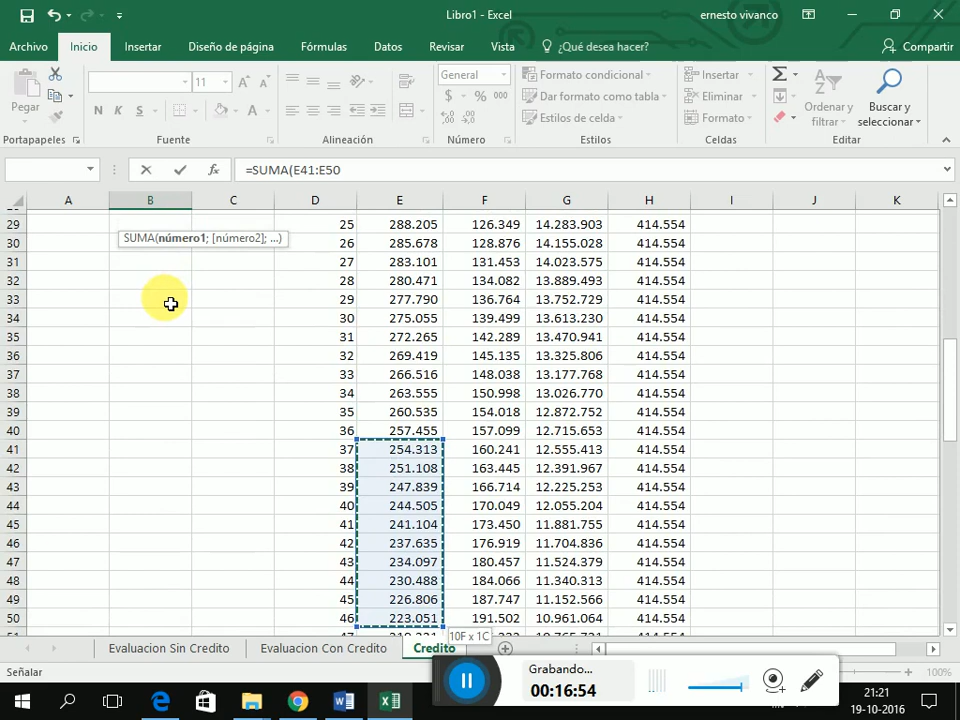 Libro1 - Excel
ernesto vivanco
Archivo Inicio Insertar Diseño de página Fórmulas Datos Revisar Vista ¿Qué desea hacer? Compartir
Pegar
11
N K S
General
$ % 000
Formato condicional
Dar formato como tabla
Estilos de celda
Insertar
Eliminar
Formato
Ordenar y filtrar
Buscar y seleccionar
Portapapeles Fuente Alineación Número Estilos Celdas Editar
fx =SUMA(E41:E50
A B C D E F G H I J K
29 25 288.205 126.349 14.283.903 414.554
SUMA(número1; [número2]; ...)
30 26 285.678 128.876 14.155.028 414.554
31 27 283.101 131.453 14.023.575 414.554
32 28 280.471 134.082 13.889.493 414.554
33 29 277.790 136.764 13.752.729 414.554
34 30 275.055 139.499 13.613.230 414.554
35 31 272.265 142.289 13.470.941 414.554
36 32 269.419 145.135 13.325.806 414.554
37 33 266.516 148.038 13.177.768 414.554
38 34 263.555 150.998 13.026.770 414.554
39 35 260.535 154.018 12.872.752 414.554
40 36 257.455 157.099 12.715.653 414.554
41 37 254.313 160.241 12.555.413 414.554
42 38 251.108 163.445 12.391.967 414.554
43 39 247.839 166.714 12.225.253 414.554
44 40 244.505 170.049 12.055.204 414.554
45 41 241.104 173.450 11.881.755 414.554
46 42 237.635 176.919 11.704.836 414.554
47 43 234.097 180.457 11.524.379 414.554
48 44 230.488 184.066 11.340.313 414.554
49 45 226.806 187.747 11.152.566 414.554
50 46 223.051 191.502 10.961.064 414.554
10F x 1C
Evaluacion Sin Credito Evaluacion Con Credito Credito
Señalar
100%
Grabando...
00:16:54
21:21
19-10-2016